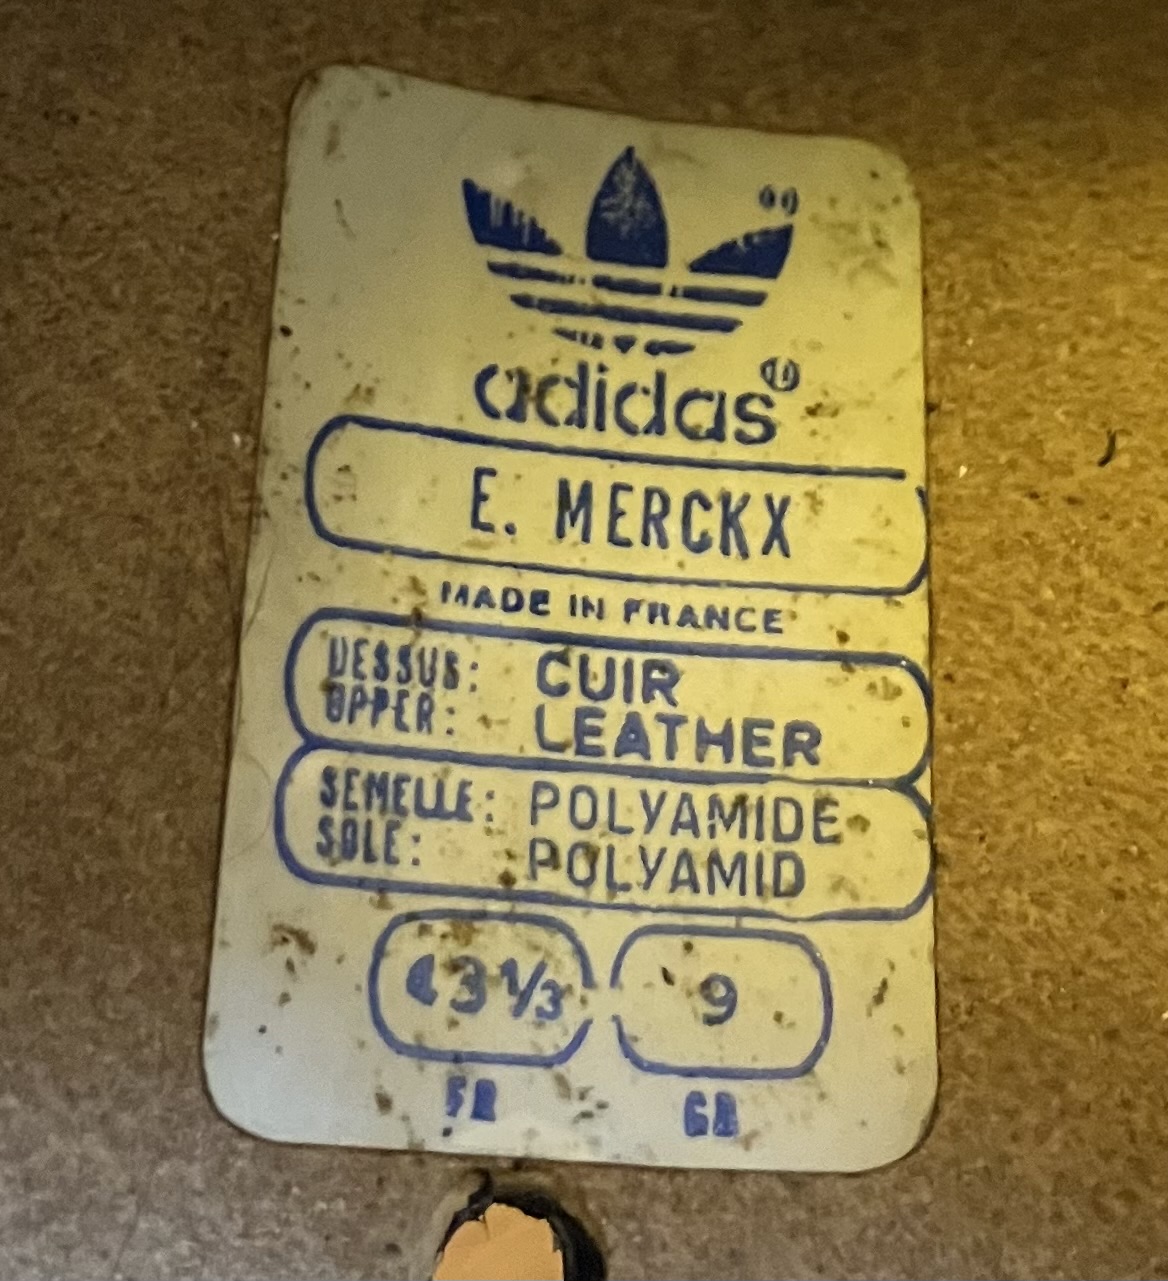 adidas®
E. MERCKX
MADE IN FRANCE
DESSUS: CUIR
UPPER: LEATHER
SEMELLE: POLYAMIDE
SOLE: POLYAMID
43 1/3 9
FR GB